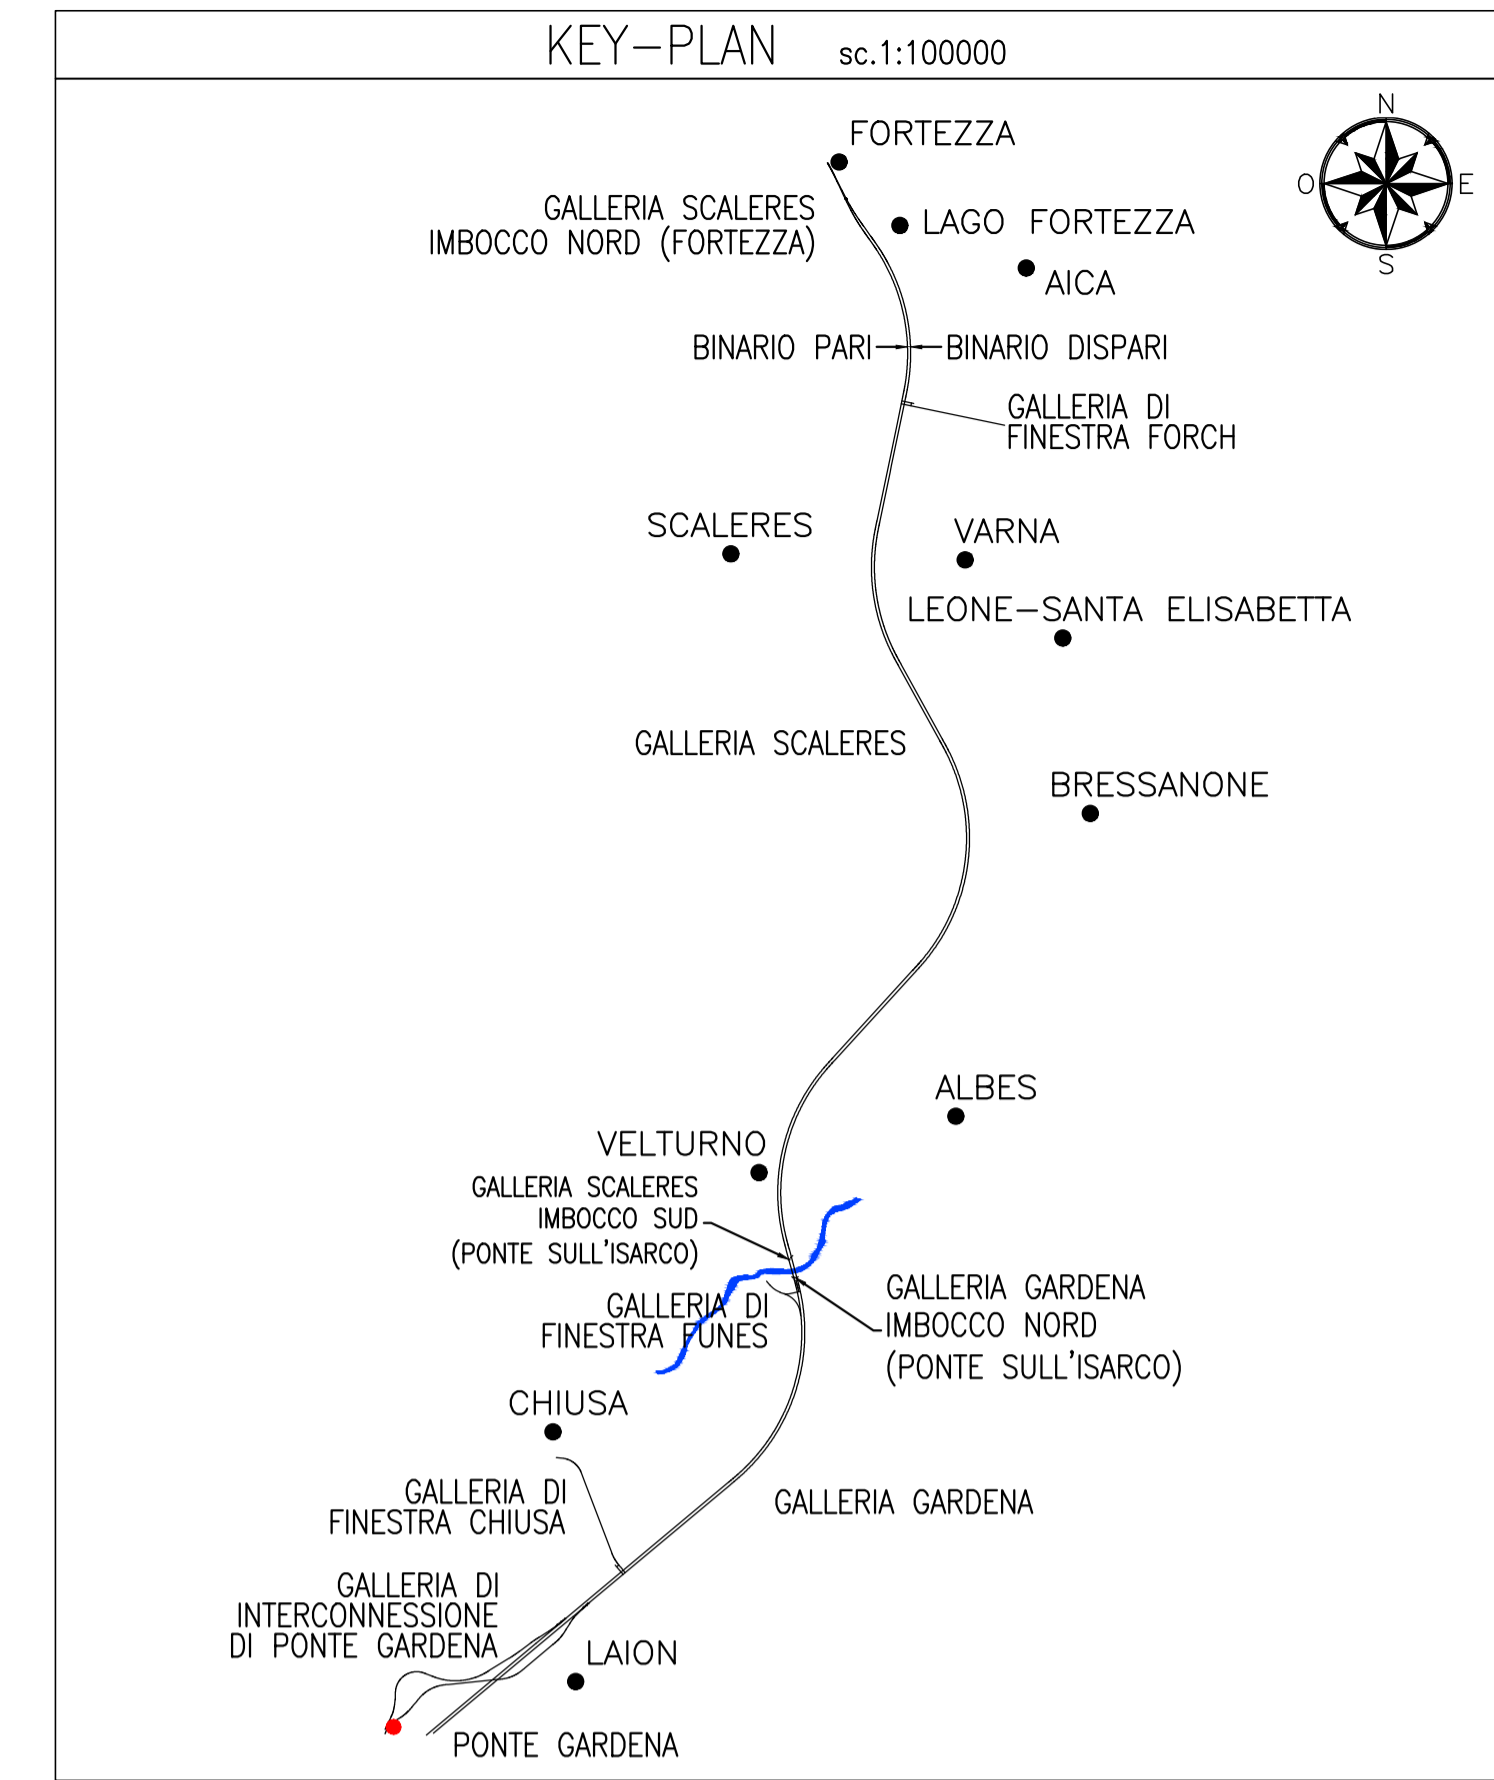 KEY-PLAN sc.1:100000
N
O
E
S
FORTEZZA
GALLERIA SCALERES
IMBOCCO NORD (FORTEZZA)
LAGO FORTEZZA
AICA
BINARIO PARI
BINARIO DISPARI
GALLERIA DI
FINESTRA FORCH
SCALERES
VARNA
LEONE-SANTA ELISABETTA
GALLERIA SCALERES
BRESSANONE
ALBES
VELTURNO
GALLERIA SCALERES
IMBOCCO SUD
(PONTE SULL'ISARCO)
GALLERIA DI
FINESTRA FUNES
GALLERIA GARDENA
IMBOCCO NORD
(PONTE SULL'ISARCO)
CHIUSA
GALLERIA DI
FINESTRA CHIUSA
GALLERIA GARDENA
GALLERIA DI
INTERCONNESSIONE
DI PONTE GARDENA
LAION
PONTE GARDENA